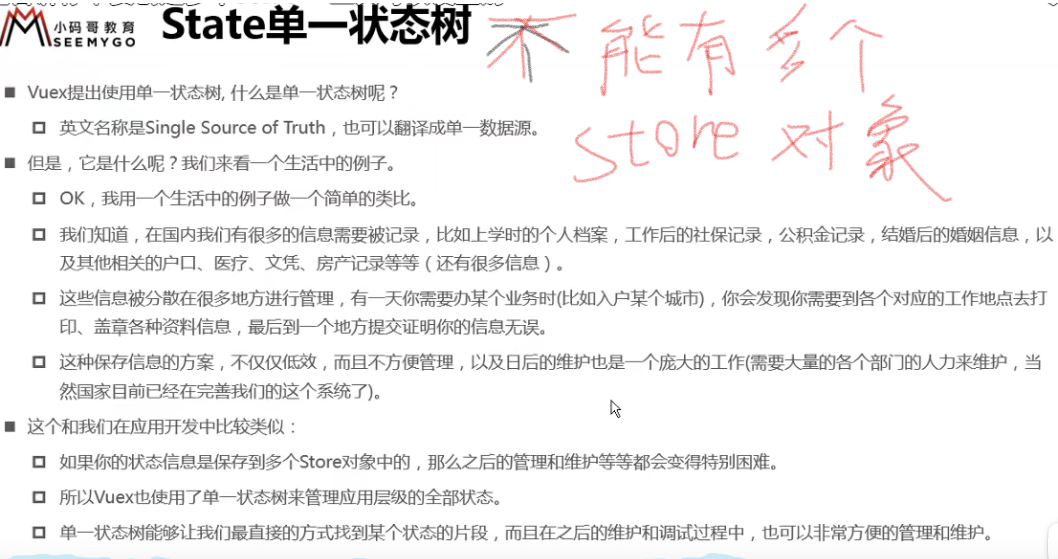 小码哥教育
SEEMYGO
State单一状态树
不能有多个
store 对象
■ Vuex提出使用单一状态树, 什么是单一状态树呢？
英文名称是Single Source of Truth，也可以翻译成单一数据源。
■ 但是，它是什么呢？我们来看一个生活中的例子。
OK，我用一个生活中的例子做一个简单的类比。
我们知道，在国内我们有很多的信息需要被记录，比如上学时的个人档案，工作后的社保记录，公积金记录，结婚后的婚姻信息，以
及其他相关的户口、医疗、文凭、房产记录等等（还有很多信息）。
这些信息被分散在很多地方进行管理，有一天你需要办某个业务时(比如入户某个城市)，你会发现你需要到各个对应的工作地点去打
印、盖章各种资料信息，最后到一个地方提交证明你的信息无误。
这种保存信息的方案，不仅仅低效，而且不方便管理，以及日后的维护也是一个庞大的工作(需要大量的各个部门的人力来维护，当
然国家目前已经在完善我们的这个系统了)。
■ 这个和我们在应用开发中比较类似：
如果你的状态信息是保存到多个Store对象中的，那么之后的管理和维护等等都会变得特别困难。
所以Vuex也使用了单一状态树来管理应用层级的全部状态。
单一状态树能够让我们最直接的方式找到某个状态的片段，而且在之后的维护和调试过程中，也可以非常方便的管理和维护。